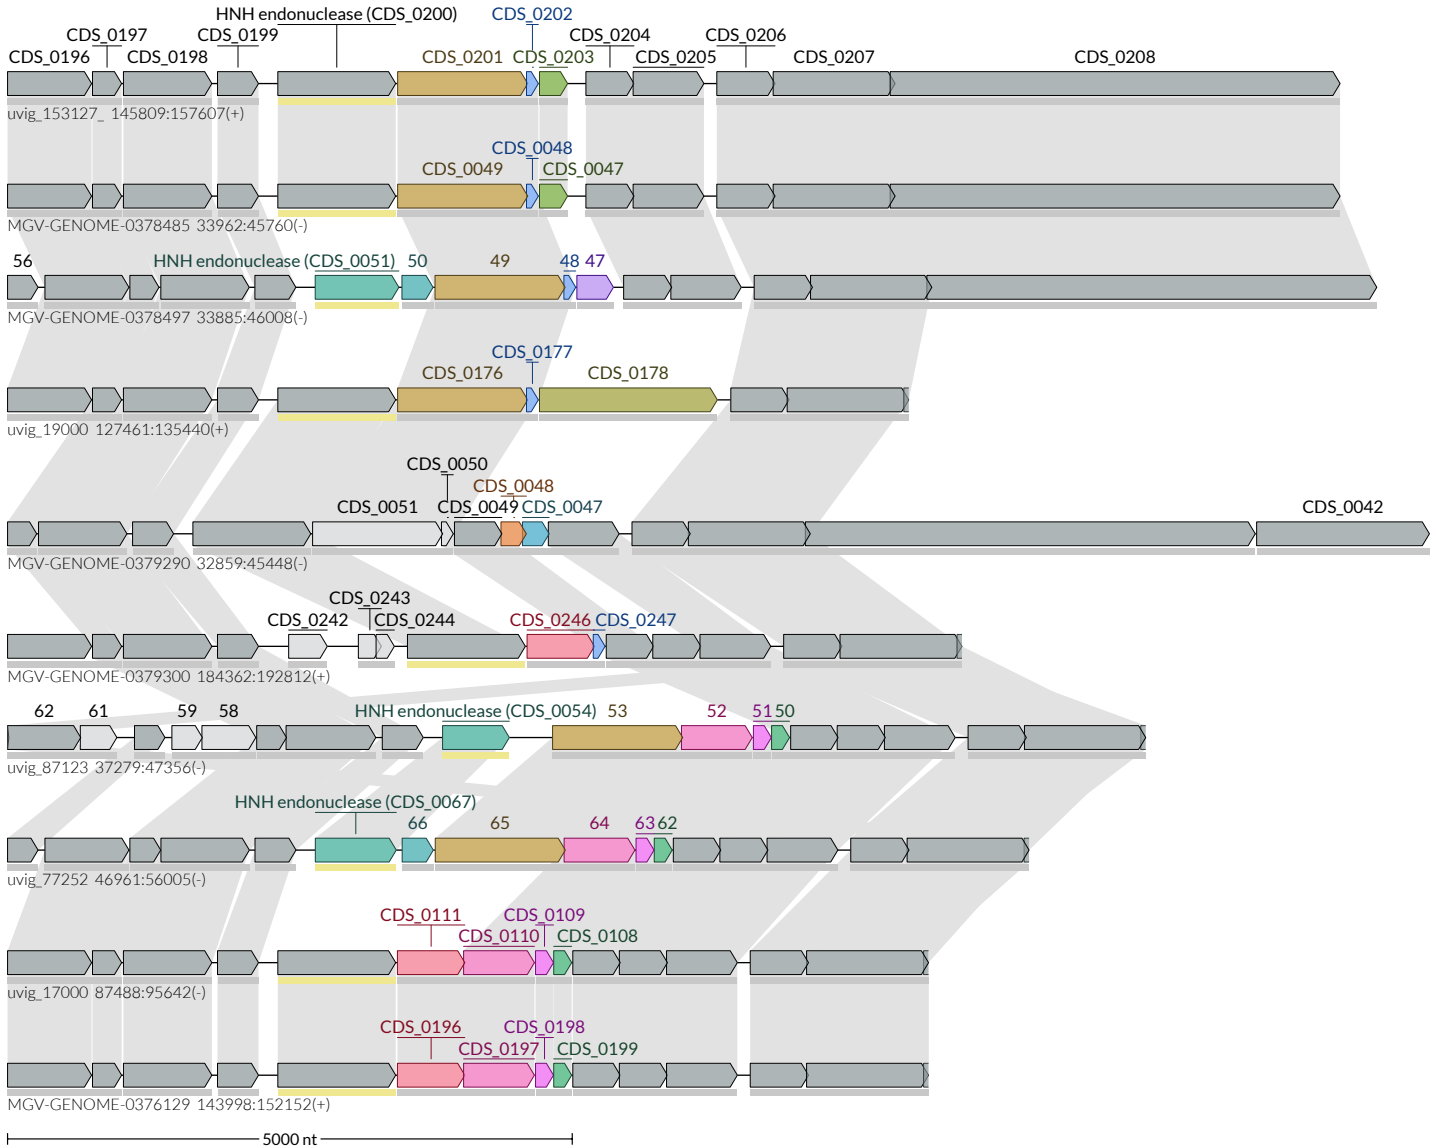 HNH endonuclease (CDS_0200) CDS_0202
CDS_0197 CDS_0199 CDS_0204 CDS_0206
CDS_0196 CDS_0198 CDS_0201 CDS_0203 CDS_0205 CDS_0207 CDS_0208
uvig_153127_ 145809:157607(+)
CDS_0048
CDS_0049 CDS_0047
MGV-GENOME-0378485 33962:45760(-)
56 HNH endonuclease (CDS_0051) 50 49 48 47
MGV-GENOME-0378497 33885:46008(-)
CDS_0177
CDS_0176 CDS_0178
uvig_19000 127461:135440(+)
CDS_0050
CDS_0048
CDS_0051 CDS_0049 CDS_0047 CDS_0042
MGV-GENOME-0379290 32859:45448(-)
CDS_0243
CDS_0242 CDS_0244 CDS_0246 CDS_0247
MGV-GENOME-0379300 184362:192812(+)
62 61 59 58 HNH endonuclease (CDS_0054) 53 52 51 50
uvig_87123 37279:47356(-)
HNH endonuclease (CDS_0067)
66 65 64 63 62
uvig_77252 46961:56005(-)
CDS_0111 CDS_0109
CDS_0110 CDS_0108
uvig_17000 87488:95642(-)
CDS_0196 CDS_0198
CDS_0197 CDS_0199
MGV-GENOME-0376129 143998:152152(+)
5000 nt